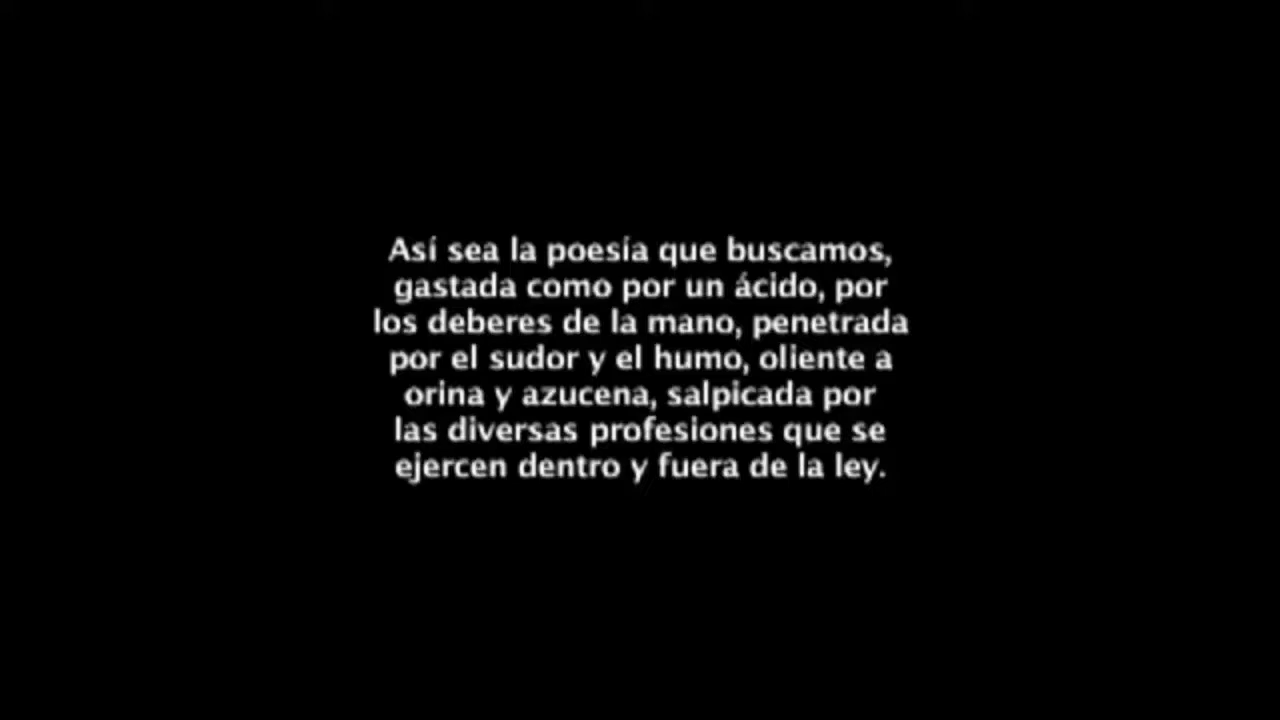 Así sea la poesía que buscamos,
gastada como por un ácido, por
los deberes de la mano, penetrada
por el sudor y el humo, oliente a
orina y azucena, salpicada por
las diversas profesiones que se
ejercen dentro y fuera de la ley.